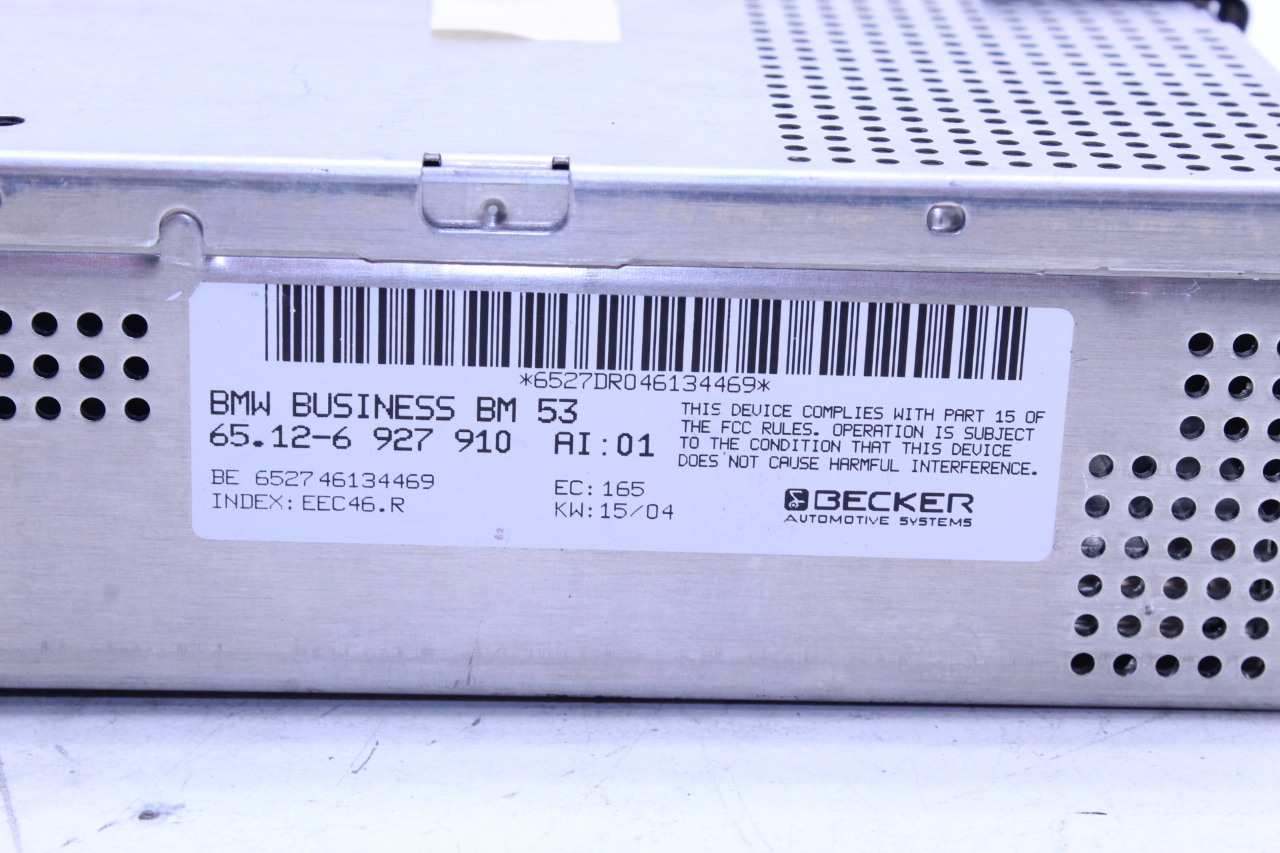 *6527DR046134469*
BMW BUSINESS BM 53
65.12-6 927 910 AI:01
BE 652746134469
INDEX:EEC46.R
EC:165
KW:15/04
THIS DEVICE COMPLIES WITH PART 15 OF
THE FCC RULES. OPERATION IS SUBJECT
TO THE CONDITION THAT THIS DEVICE
DOES NOT CAUSE HARMFUL INTERFERENCE.
BECKER
AUTOMOTIVE SYSTEMS